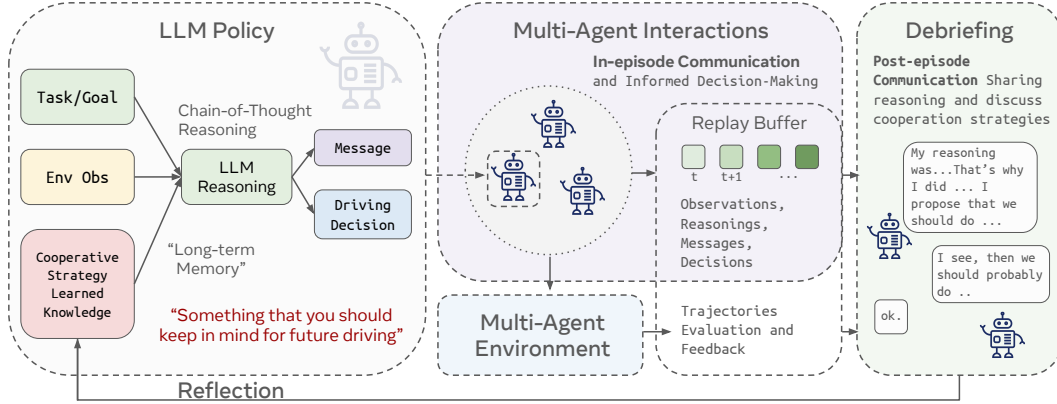 LLM Policy
Task/Goal
Chain-of-Thought
Reasoning
Env Obs
LLM
Reasoning
Message
Driving
Decision
Cooperative
Strategy
Learned
Knowledge
“Long-term
Memory”
“Something that you should
keep in mind for future driving”
Reflection
Multi-Agent Interactions
In-episode Communication
and Informed Decision-Making
Replay Buffer
t
t+1
...
Observations,
Reasonings,
Messages,
Decisions
Multi-Agent
Environment
Trajectories
Evaluation and
Feedback
Debriefing
Post-episode
Communication Sharing
reasoning and discuss
cooperation strategies
My reasoning
was...That’s why
I did ... I
propose that we
should do ...
I see, then we
should probably
do ..
ok.